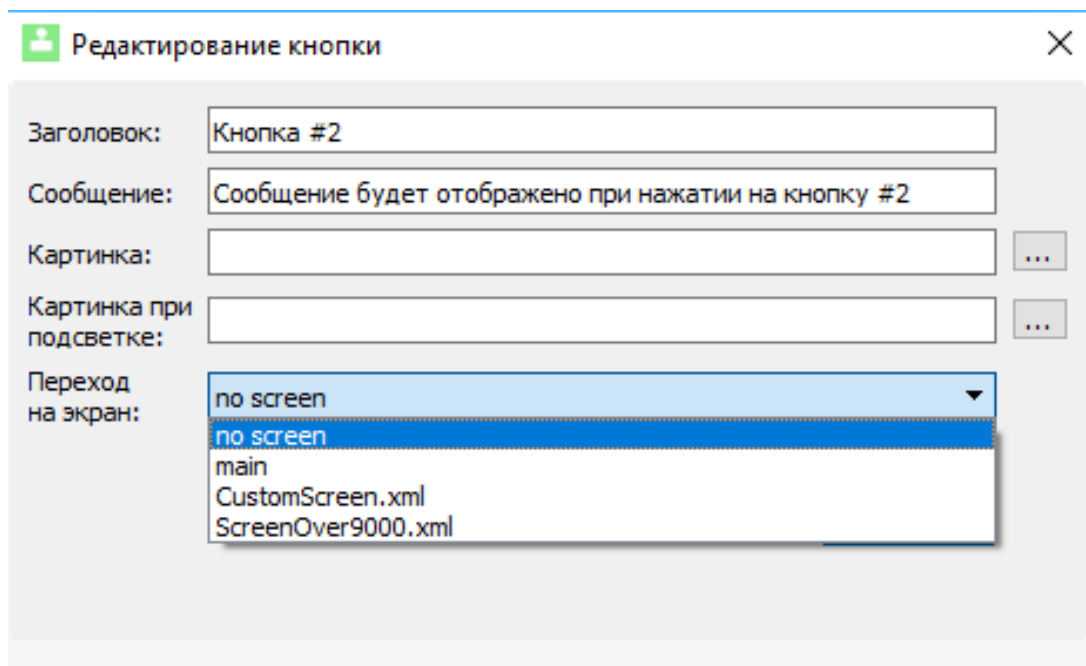 Редактирование кнопки
Заголовок: Кнопка #2
Сообщение: Сообщение будет отображено при нажатии на кнопку #2
Картинка: ...
Картинка при
подсветке: ...
Переход
на экран: no screen
no screen
main
CustomScreen.xml
ScreenOver9000.xml